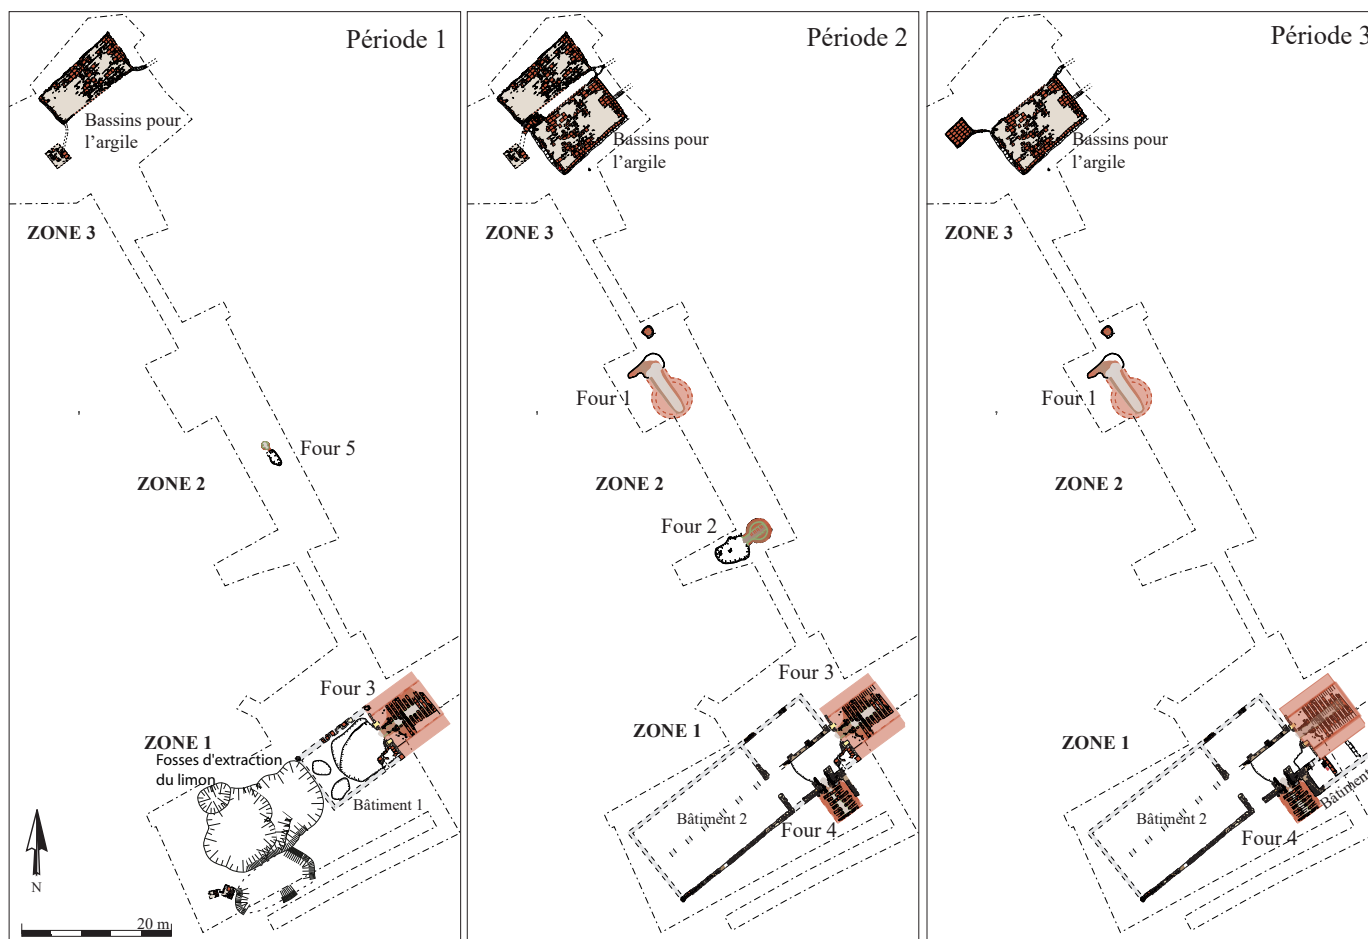 Période 1
Bassins pour
l'argile
ZONE 3
Four 5
ZONE 2
Four 3
ZONE 1
Fosses d'extraction
du limon
Bâtiment 1
N
20 m
Période 2
Bassins pour
l'argile
ZONE 3
Four 1
ZONE 2
Four 2
Four 3
ZONE 1
Bâtiment 2
Four 4
Période 3
Bassins pour
l'argile
ZONE 3
Four 1
ZONE 2
ZONE 1
Bâtiment 2
Four 4
Bâtiment